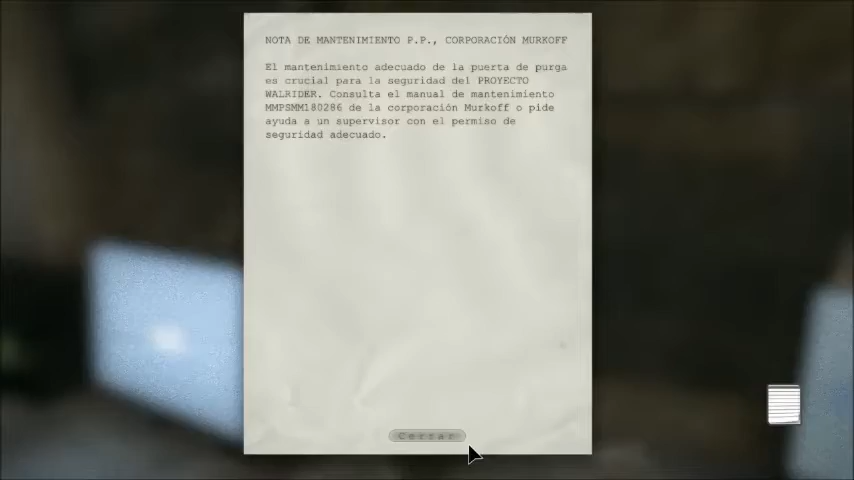 NOTA DE MANTENIMIENTO P.P., CORPORACIÓN MURKOFF
El mantenimiento adecuado de la puerta de purga
es crucial para la seguridad del PROYECTO
WALRIDER. Consulta el manual de mantenimiento
MMPSMM180286 de la corporación Murkoff o pide
ayuda a un supervisor con el permiso de
seguridad adecuado.
Cerrar